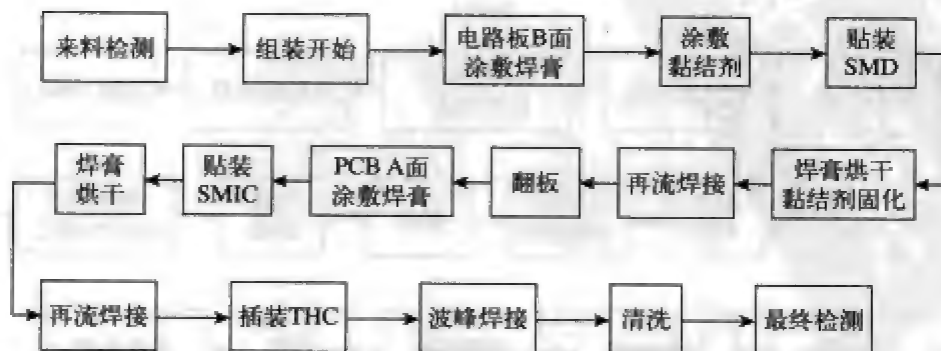 来料检测
组装开始
电路板B面
涂敷焊膏
涂敷
黏结剂
贴装
SMD
焊膏烘干
黏结剂固化
再流焊接
翻板
PCB A面
涂敷焊膏
贴装
SMIC
焊膏
烘干
再流焊接
插装THC
波峰焊接
清洗
最终检测